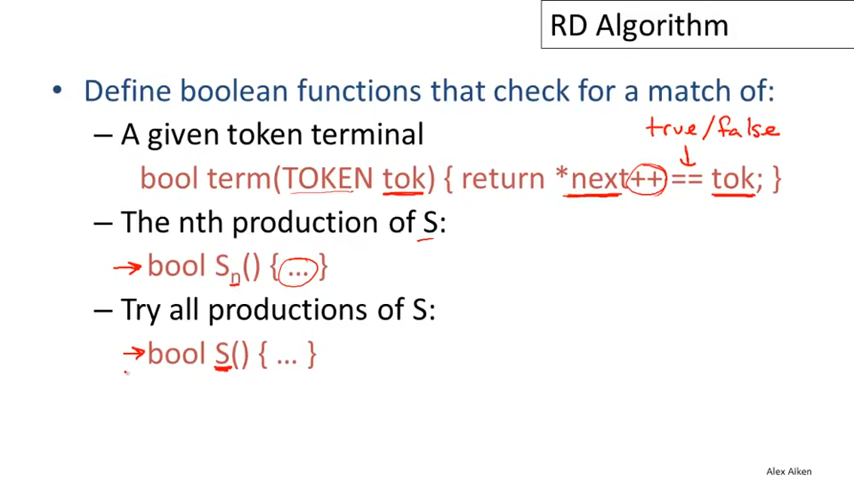 RD Algorithm
• Define boolean functions that check for a match of:
– A given token terminal
true/false
bool term(TOKEN tok) { return *next++ == tok; }
– The nth production of S:
bool Sn() { … }
– Try all productions of S:
bool S() { … }
Alex Aiken